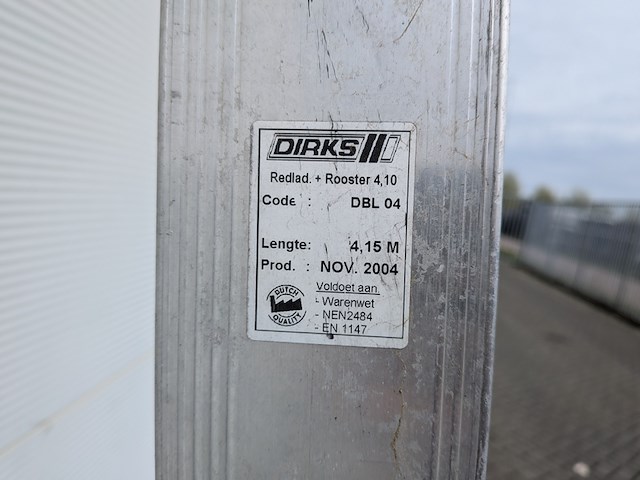 DIRKS
Redlad. + Rooster 4,10
Code : DBL 04
Lengte: 4,15 M
Prod. : NOV. 2004
Voldoet aan
- Warenwet
- NEN2484
- EN 1147
DUTCH
QUALITY